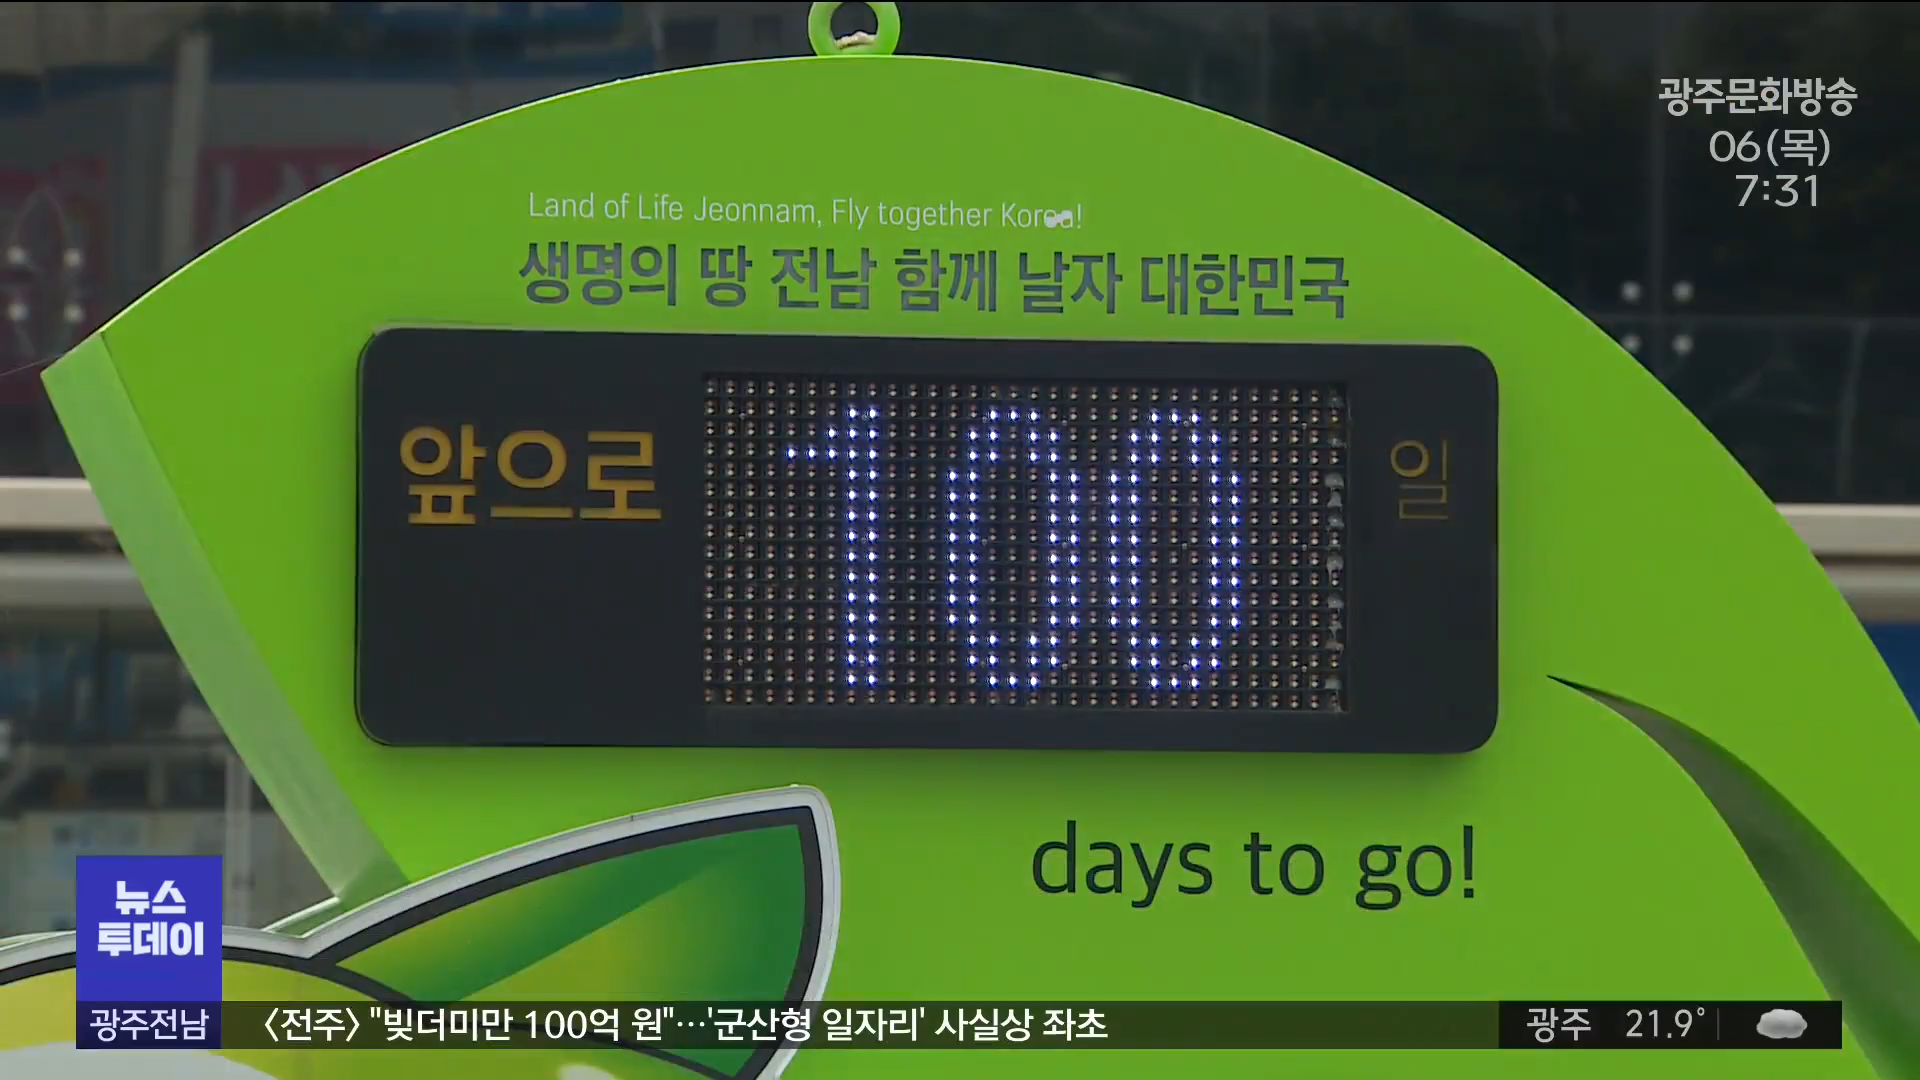 광주문화방송
06(목)
7:31
Land of Life Jeonnam, Fly together Korea!
생명의 땅 전남 함께 날자 대한민국
앞으로 100 일
days to go!
뉴스
투데이
광주전남 〈전주〉 "빚더미만 100억 원"…'군산형 일자리' 사실상 좌초 광주 21.9°